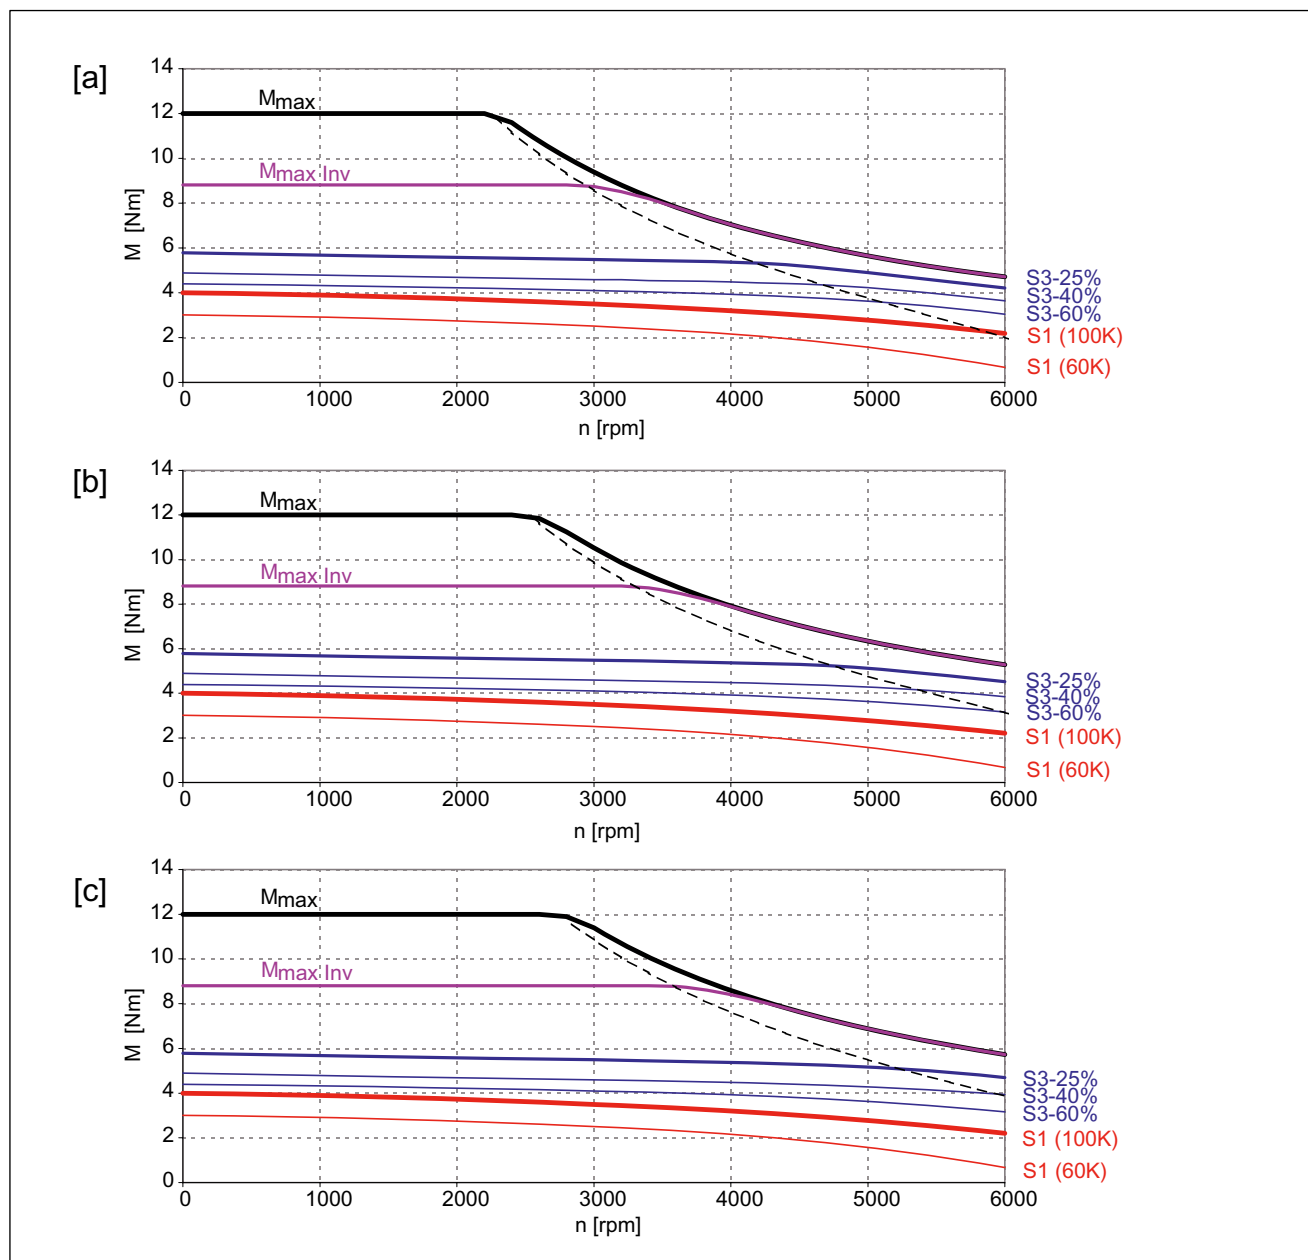 [a]
14
12
10
8
6
4
2
0
M [Nm]
Mmax
Mmax Inv
S3-25%
S3-40%
S3-60%
S1 (100K)
S1 (60K)
0 1000 2000 3000 4000 5000 6000
n [rpm]
[b]
14
12
10
8
6
4
2
0
M [Nm]
Mmax
Mmax Inv
S3-25%
S3-40%
S3-60%
S1 (100K)
S1 (60K)
0 1000 2000 3000 4000 5000 6000
n [rpm]
[c]
14
12
10
8
6
4
2
0
M [Nm]
Mmax
Mmax Inv
S3-25%
S3-40%
S3-60%
S1 (100K)
S1 (60K)
0 1000 2000 3000 4000 5000 6000
n [rpm]